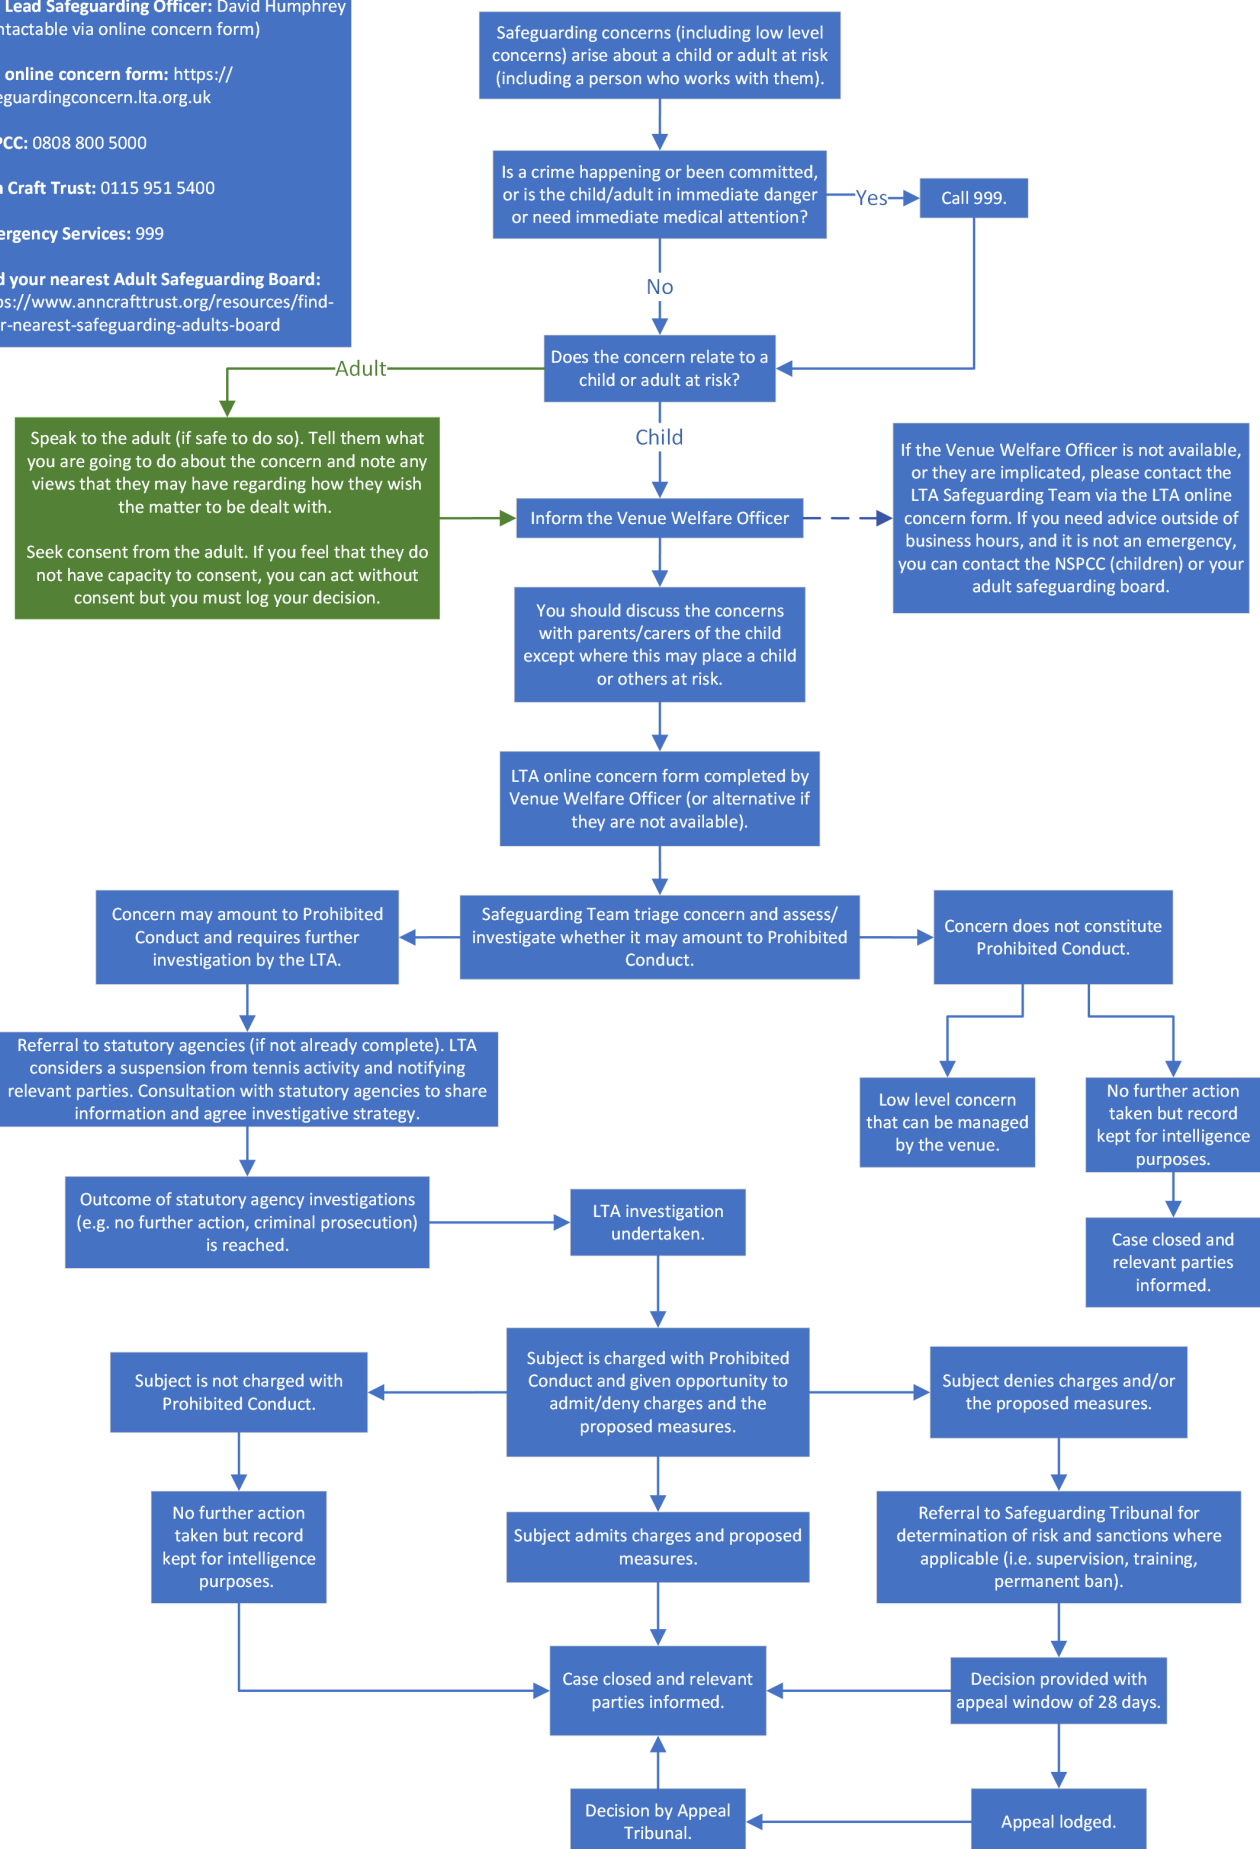 Lead Safeguarding Officer: David Humphrey
ntactable via online concern form)
online concern form: https://
eguardingconcern.lta.org.uk
PCC: 0808 800 5000
n Craft Trust: 0115 951 5400
ergency Services: 999
d your nearest Adult Safeguarding Board:
ps://www.anncrafttrust.org/resources/find-
r-nearest-safeguarding-adults-board
Safeguarding concerns (including low level
concerns) arise about a child or adult at risk
(including a person who works with them).
Is a crime happening or been committed,
or is the child/adult in immediate danger
or need immediate medical attention?
Yes
Call 999.
No
Does the concern relate to a
child or adult at risk?
Adult
Child
Speak to the adult (if safe to do so). Tell them what
you are going to do about the concern and note any
views that they may have regarding how they wish
the matter to be dealt with.
Seek consent from the adult. If you feel that they do
not have capacity to consent, you can act without
consent but you must log your decision.
Inform the Venue Welfare Officer
If the Venue Welfare Officer is not available,
or they are implicated, please contact the
LTA Safeguarding Team via the LTA online
concern form. If you need advice outside of
business hours, and it is not an emergency,
you can contact the NSPCC (children) or your
adult safeguarding board.
You should discuss the concerns
with parents/carers of the child
except where this may place a child
or others at risk.
LTA online concern form completed by
Venue Welfare Officer (or alternative if
they are not available).
Safeguarding Team triage concern and assess/
investigate whether it may amount to Prohibited
Conduct.
Concern may amount to Prohibited
Conduct and requires further
investigation by the LTA.
Concern does not constitute
Prohibited Conduct.
Referral to statutory agencies (if not already complete). LTA
considers a suspension from tennis activity and notifying
relevant parties. Consultation with statutory agencies to share
information and agree investigative strategy.
Low level concern
that can be managed
by the venue.
No further action
taken but record
kept for intelligence
purposes.
Outcome of statutory agency investigations
(e.g. no further action, criminal prosecution)
is reached.
LTA investigation
undertaken.
Case closed and
relevant parties
informed.
Subject is not charged with
Prohibited Conduct.
Subject is charged with Prohibited
Conduct and given opportunity to
admit/deny charges and the
proposed measures.
Subject denies charges and/or
the proposed measures.
No further action
taken but record
kept for intelligence
purposes.
Subject admits charges and proposed
measures.
Referral to Safeguarding Tribunal for
determination of risk and sanctions where
applicable (i.e. supervision, training,
permanent ban).
Case closed and relevant
parties informed.
Decision provided with
appeal window of 28 days.
Decision by Appeal
Tribunal.
Appeal lodged.